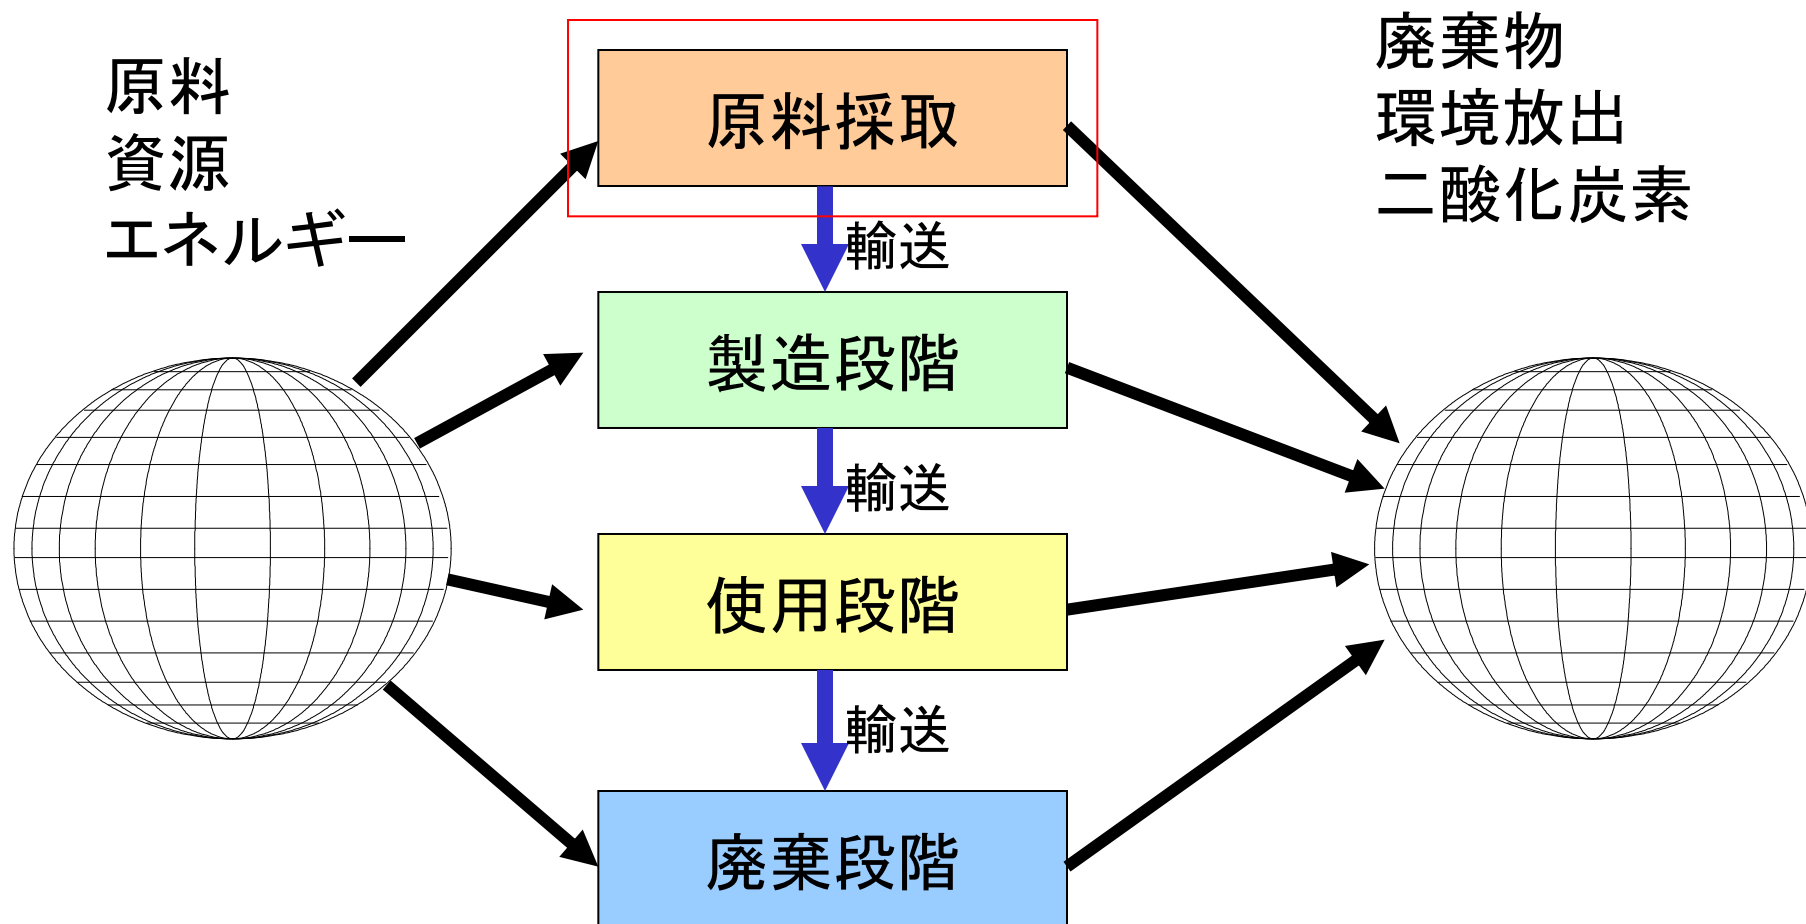 原料
資源
エネルギー
原料採取
輸送
製造段階
輸送
使用段階
輸送
廃棄段階
廃棄物
環境放出
二酸化炭素